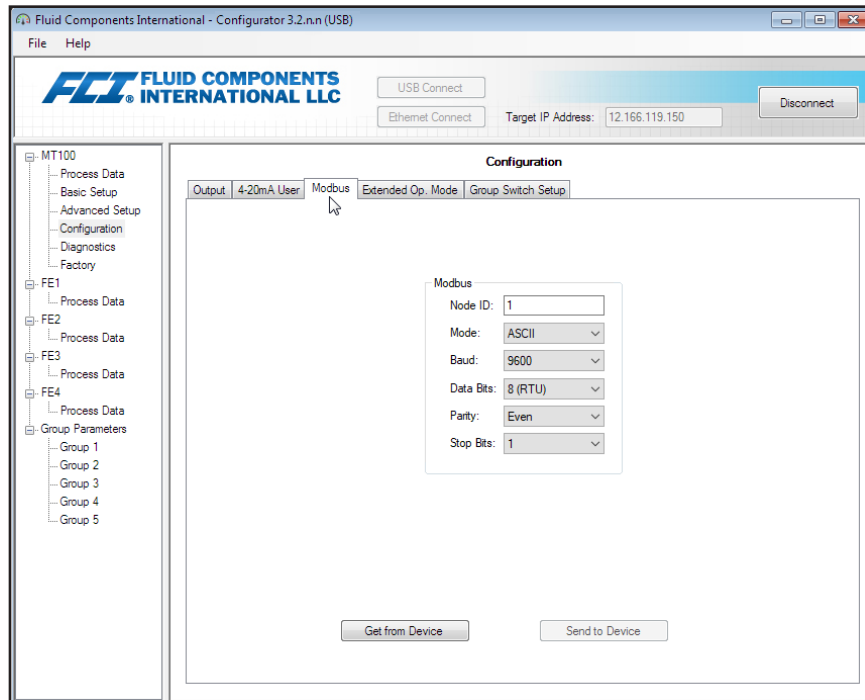 Fluid Components International - Configurator 3.2.n.n (USB)
File Help
FCI FLUID COMPONENTS
® INTERNATIONAL LLC
USB Connect
Ethernet Connect Target IP Address: 12.166.119.150
Disconnect
MT100
Process Data
Basic Setup
Advanced Setup
Configuration
Diagnostics
Factory
FE1
Process Data
FE2
Process Data
FE3
Process Data
FE4
Process Data
Group Parameters
Group 1
Group 2
Group 3
Group 4
Group 5
Configuration
Output 4-20mA User Modbus Extended Op. Mode Group Switch Setup
Modbus
Node ID: 1
Mode: ASCII
Baud: 9600
Data Bits: 8 (RTU)
Parity: Even
Stop Bits: 1
Get from Device Send to Device